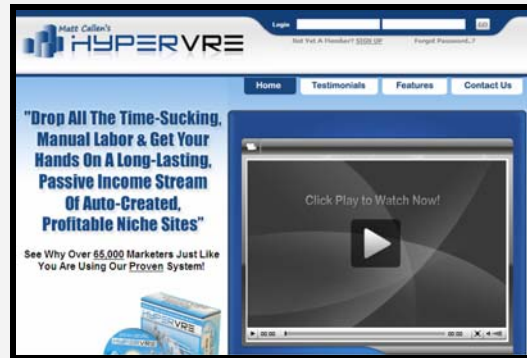 Matt Callen's
HYPERVRE
Login
GO
Not Yet A Member? SIGN UP
Forgot Password..?
Home
Testimonials
Features
Contact Us
"Drop All The Time-Sucking,
Manual Labor & Get Your
Hands On A Long-Lasting,
Passive Income Stream
Of Auto-Created,
Profitable Niche Sites"
See Why Over 65,000 Marketers Just Like
You Are Using Our Proven System!
Click Play to Watch Now!
00:00
00:00
HYPERVRE